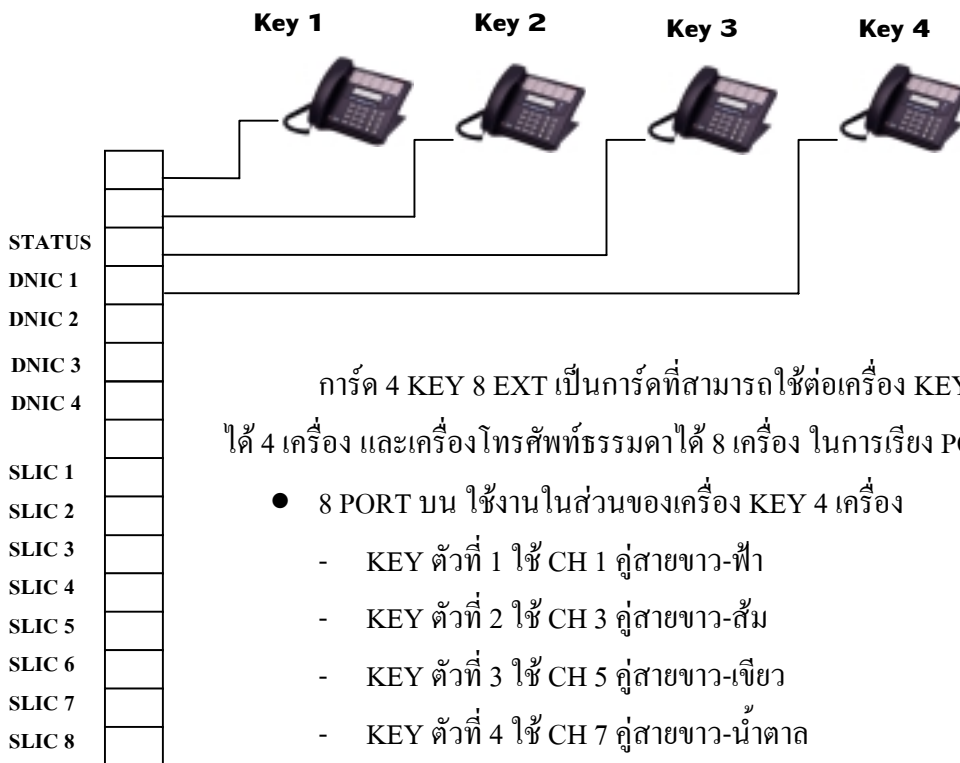 Key 1 Key 2 Key 3 Key 4
STATUS
DNIC 1
DNIC 2
DNIC 3
DNIC 4
SLIC 1
SLIC 2
SLIC 3
SLIC 4
SLIC 5
SLIC 6
SLIC 7
SLIC 8
การ์ด 4 KEY 8 EXT เป็นการ์ดที่สามารถใช้ต่อเครื่อง KEY
ได้ 4 เครื่อง และเครื่องโทรศัพท์ธรรมดาได้ 8 เครื่อง ในการเรียง
● 8 PORT บน ใช้งานในส่วนของเครื่อง KEY 4 เครื่อง
- KEY ตัวที่ 1 ใช้ CH 1 คู่สายขาว-ฟ้า
- KEY ตัวที่ 2 ใช้ CH 3 คู่สายขาว-ส้ม
- KEY ตัวที่ 3 ใช้ CH 5 คู่สายขาว-เขียว
- KEY ตัวที่ 4 ใช้ CH 7 คู่สายขาว-น้ำตาล